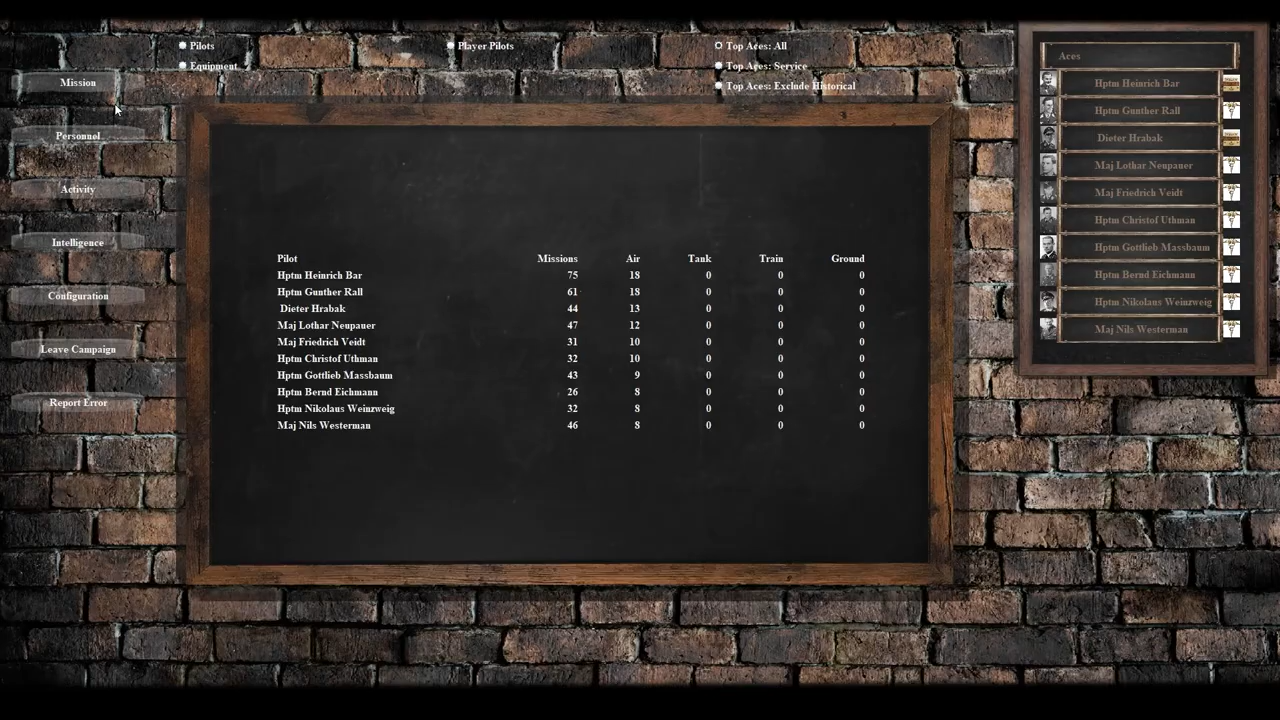 Pilots
Player Pilots
Top Aces: All
Equipment
Top Aces: Service
Top Aces: Exclude Historical
Mission
Personnel
Activity
Intelligence
Configuration
Leave Campaign
Report Error
Pilot Missions Air Tank Train Ground
Hptm Heinrich Bar 75 18 0 0 0
Hptm Gunther Rall 61 18 0 0 0
Dieter Hrabak 44 13 0 0 0
Maj Lothar Neupauer 47 12 0 0 0
Maj Friedrich Veidt 31 10 0 0 0
Hptm Christof Uthman 32 10 0 0 0
Hptm Gottlieb Massbaum 43 9 0 0 0
Hptm Bernd Eichmann 26 8 0 0 0
Hptm Nikolaus Weinzweig 32 8 0 0 0
Maj Nils Westerman 46 8 0 0 0
Aces
Hptm Heinrich Bar
Hptm Gunther Rall
Dieter Hrabak
Maj Lothar Neupauer
Maj Friedrich Veidt
Hptm Christof Uthman
Hptm Gottlieb Massbaum
Hptm Bernd Eichmann
Hptm Nikolaus Weinzweig
Maj Nils Westerman